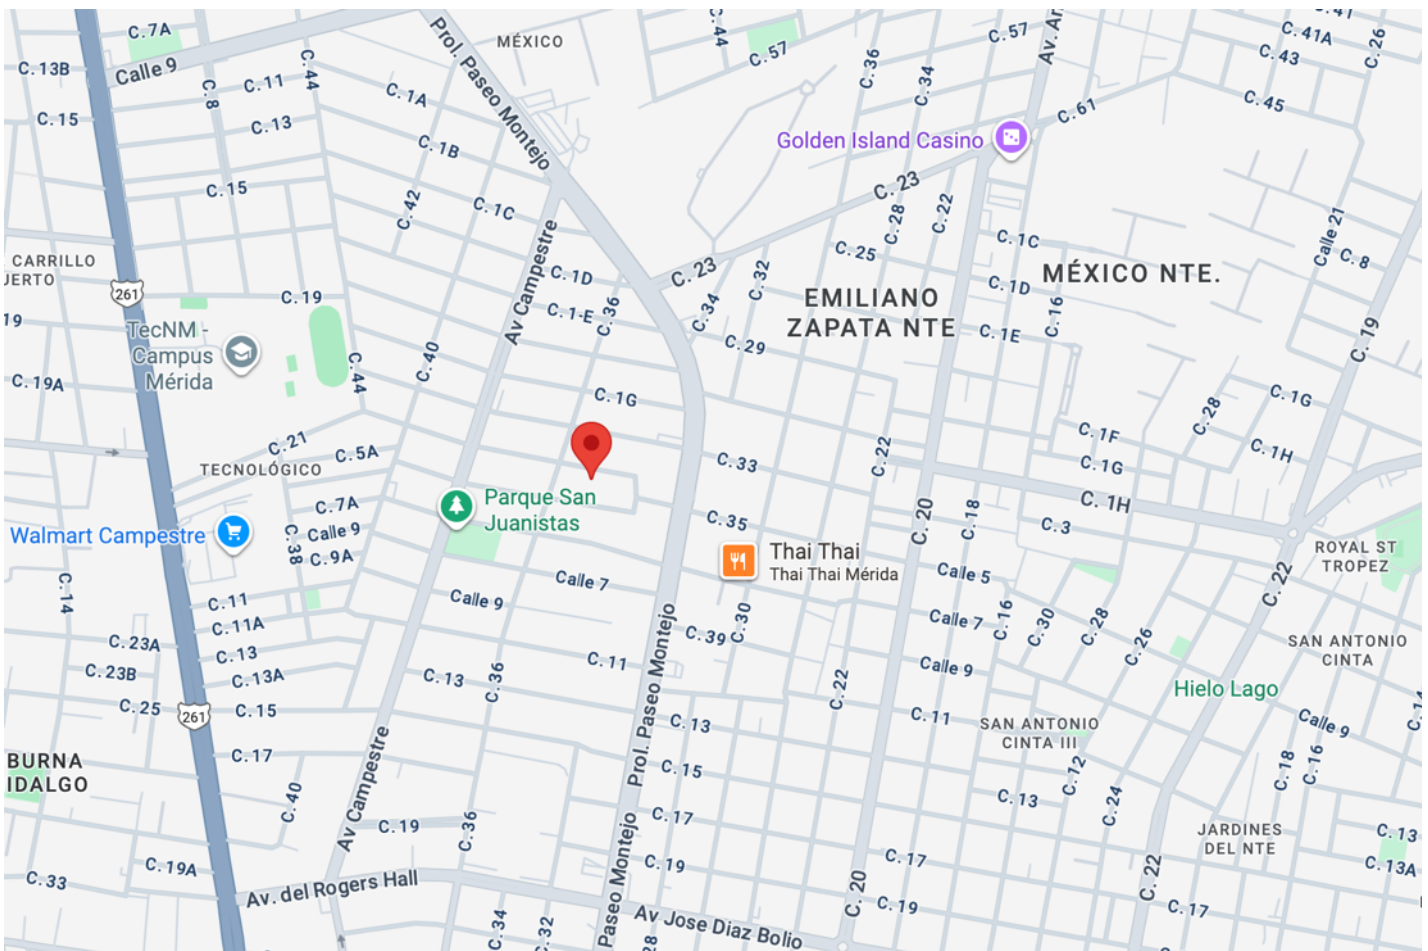 C. 7A
C. 44
C. 57
C. 41
C. 41A
C. 26
Prol. Paseo Montejo
MÉXICO
C. 57
C. 36
C. 34
C. 43
C. 13B
Calle 9
C. 8
C. 11
C. 44
C. 1A
C. 45
C. 15
C. 13
C. 61
C. 1B
Golden Island Casino
C. 15
C. 23
C. 42
C. 1C
C. 28
C. 22
Calle 21
C. 1C
C. 25
C. 8
CARRILLO
C. 23
C. 32
MÉXICO NTE.
Av Campestre
C. 1D
C. 1D
261
C. 19
C. 36
C. 34
EMILIANO
ZAPATA NTE
C. 16
19
C. 1-E
C. 1E
C. 19
TecNM -
Campus
Mérida
C. 29
C. 40
C. 44
C. 19A
C. 1G
C. 1G
C. 28
C. 21
C. 5A
C. 1F
C. 1H
TECNOLÓGICO
C. 33
C. 22
C. 1G
C. 7A
Parque San
Juanistas
C. 1H
Walmart Campestre
Calle 9
C. 38
C. 9A
C. 35
C. 20
C. 18
C. 3
ROYAL ST
TROPEZ
Thai Thai
Thai Thai Mérida
C. 14
Calle 7
Calle 5
C. 22
C. 11
Calle 9
C. 30
Calle 7
C. 16
C. 30
C. 28
C. 26
C. 11A
C. 39
C. 23A
C. 13
C. 11
Calle 9
SAN ANTONIO
CINTA
C. 23B
C. 13A
C. 13
C. 36
Prol. Paseo Montejo
C. 22
Hielo Lago
C. 25
261
C. 15
C. 13
C. 11
SAN ANTONIO
CINTA III
Calle 9
C. 14
BURNA
IDALGO
C. 17
C. 15
C. 12
C. 18
C. 16
Av Campestre
C. 40
C. 13
C. 24
C. 19
C. 36
C. 17
JARDINES
DEL NTE
C. 13
C. 19A
C. 19
C. 17
C. 13A
C. 33
Av. del Rogers Hall
Paseo Montejo
C. 20
C. 22
C. 19
C. 17
C. 34
C. 32
C. 28
Av Jose Diaz Bolio